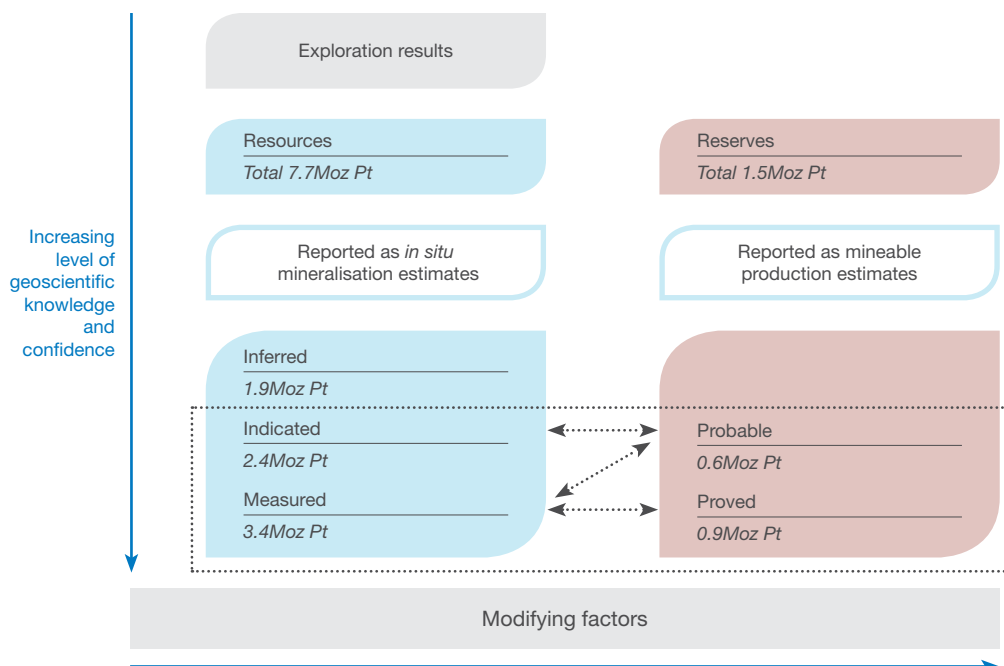 Exploration results
Resources
Total 7.7Moz Pt
Reserves
Total 1.5Moz Pt
Increasing
level of
geoscientific
knowledge
and
confidence
Reported as in situ
mineralisation estimates
Reported as mineable
production estimates
Inferred
1.9Moz Pt
Indicated
2.4Moz Pt
Measured
3.4Moz Pt
Probable
0.6Moz Pt
Proved
0.9Moz Pt
Modifying factors